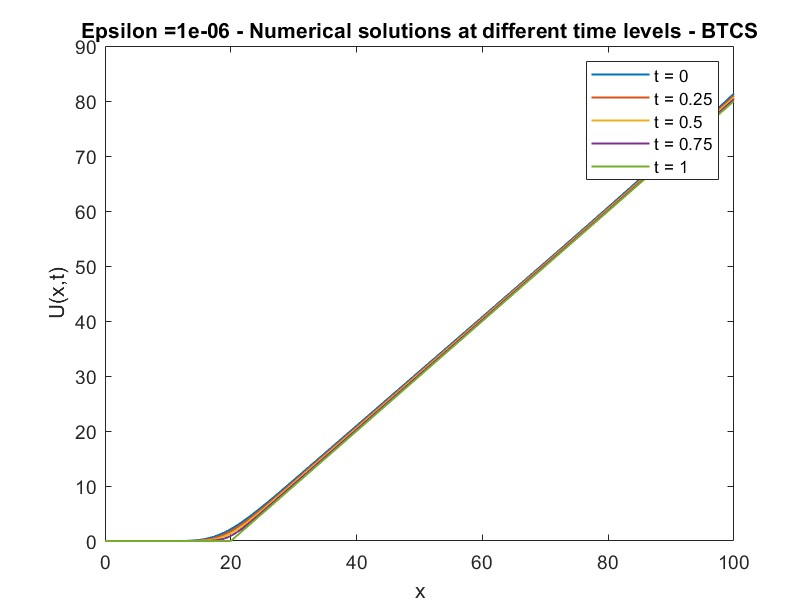 Epsilon =1e-06 - Numerical solutions at different time levels - BTCS
90
80
70
60
50
40
30
20
10
0
U(x,t)
t = 0
t = 0.25
t = 0.5
t = 0.75
t = 1
0 20 40 60 80 100
x